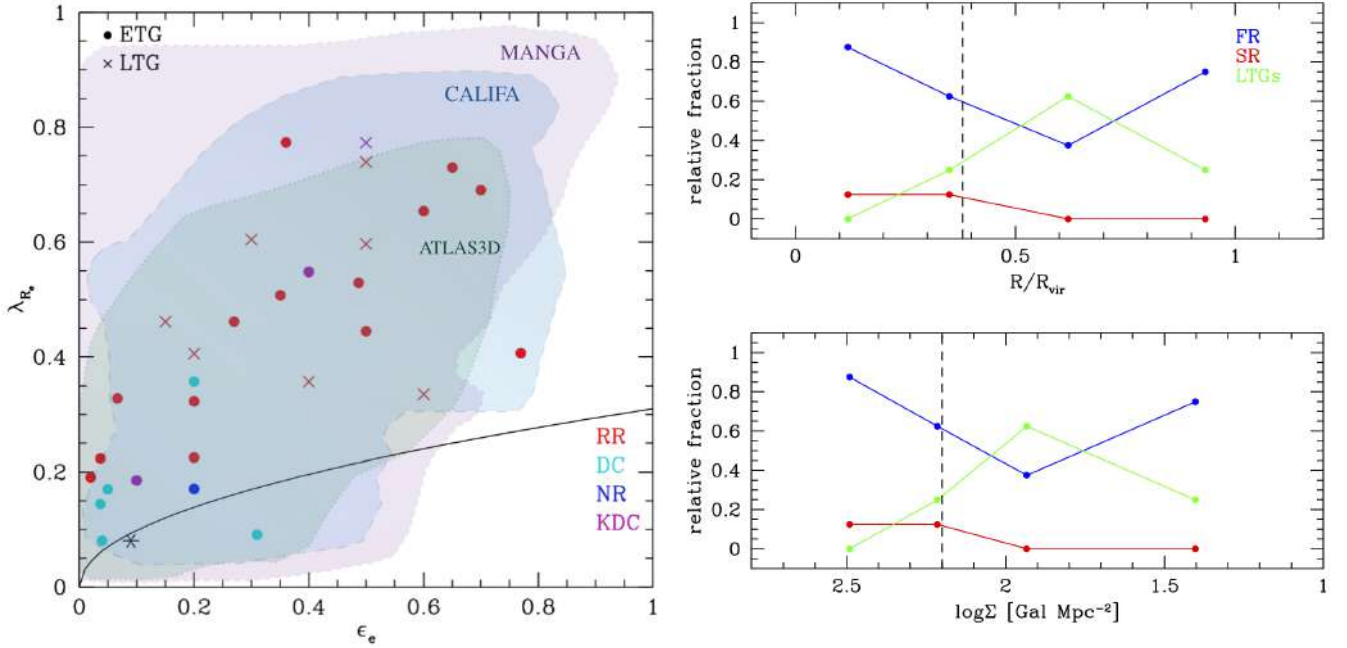 1
0.8
0.6
0.4
0.2
0
0 0.2 0.4 0.6 0.8 1
λ_Re
ϵ_e
● ETG
× LTG
MANGA
CALIFA
ATLAS3D
RR
DC
NR
KDC
1
0.8
0.6
0.4
0.2
0
relative fraction
FR
SR
LTGs
0 0.5 1
R/R_vir
1
0.8
0.6
0.4
0.2
0
relative fraction
2.5 2 1.5 1
logΣ [Gal Mpc⁻²]